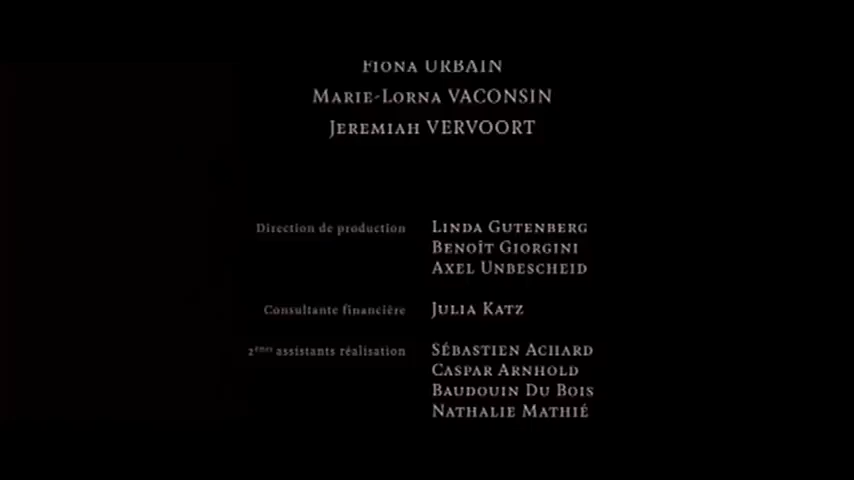 Fiona URBAIN
Marie-Lorna VACONSIN
Jeremiah VERVOORT
Direction de production Linda Gutenberg
Benoît Giorgini
Axel Unbescheid
Consultante financière Julia Katz
2èmes assistants réalisation Sébastien Achard
Caspar Arnhold
Baudouin Du Bois
Nathalie Mathié